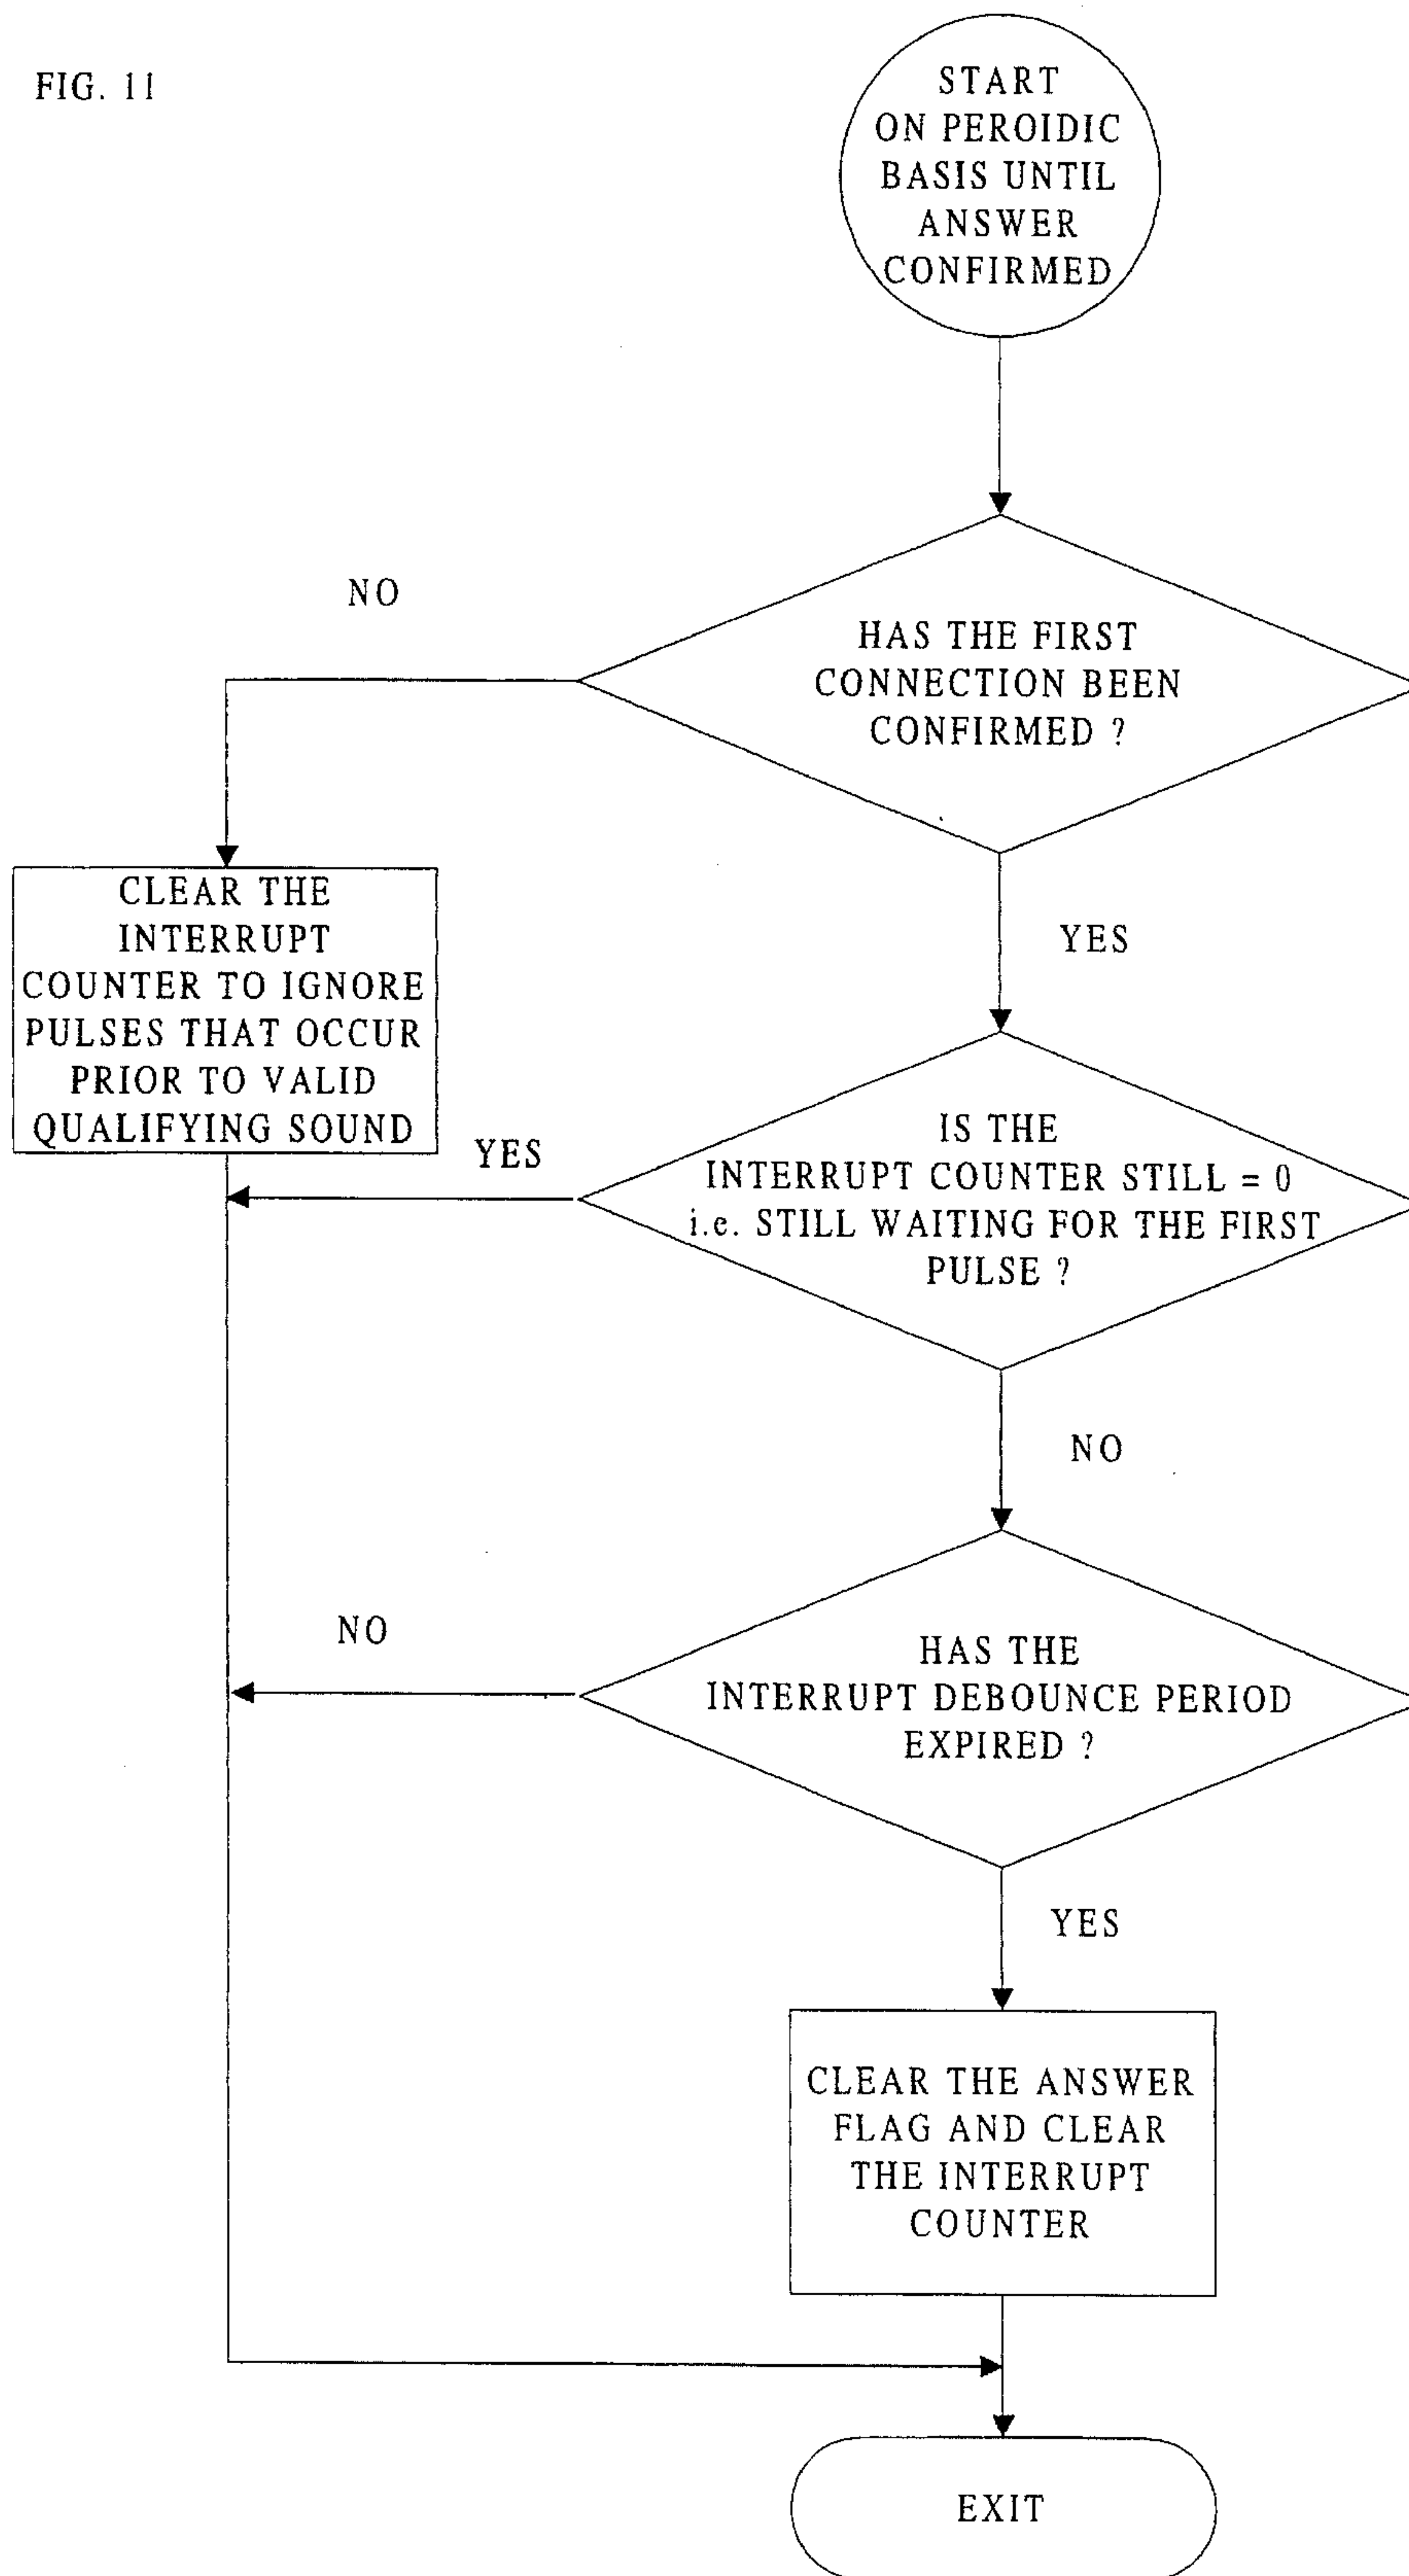 FIG. 11
START
ON PEROIDIC
BASIS UNTIL
ANSWER
CONFIRMED
NO
HAS THE FIRST
CONNECTION BEEN
CONFIRMED ?
CLEAR THE
INTERRUPT
COUNTER TO IGNORE
PULSES THAT OCCUR
PRIOR TO VALID
QUALIFYING SOUND
YES
YES
IS THE
INTERRUPT COUNTER STILL = 0
i.e. STILL WAITING FOR THE FIRST
PULSE ?
NO
NO
HAS THE
INTERRUPT DEBOUNCE PERIOD
EXPIRED ?
YES
CLEAR THE ANSWER
FLAG AND CLEAR
THE INTERRUPT
COUNTER
EXIT